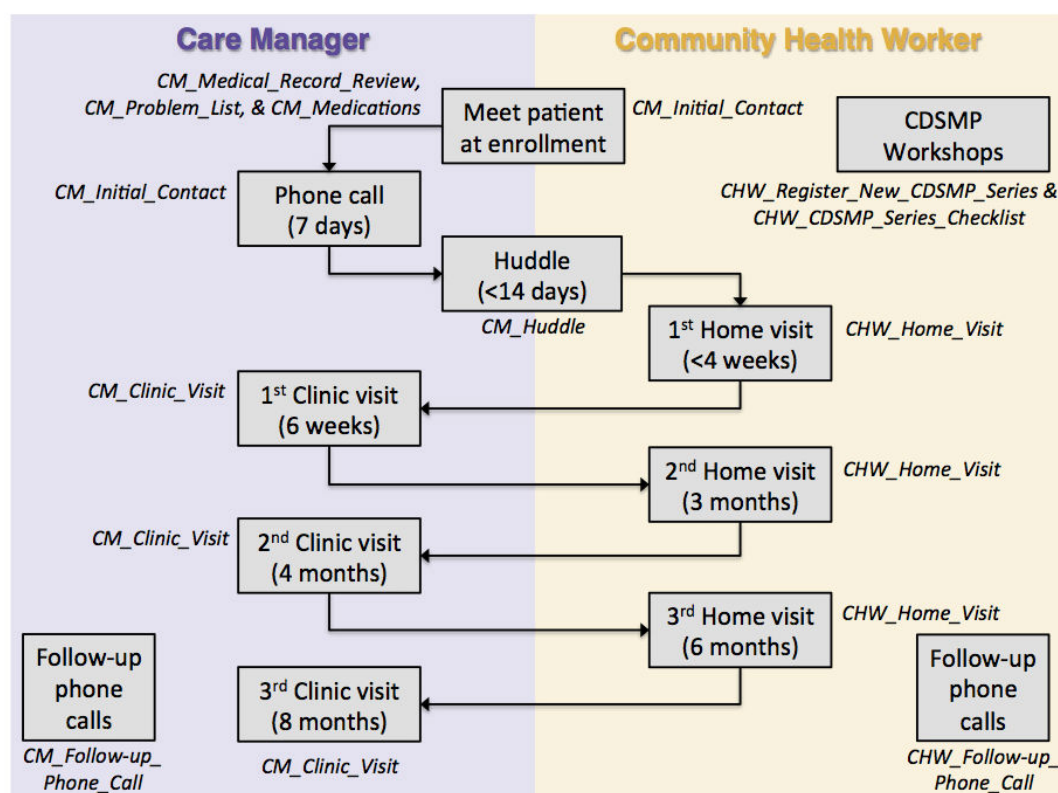 Care Manager
Community Health Worker
CM_Medical_Record_Review,
CM_Problem_List, & CM_Medications
Meet patient
at enrollment
CM_Initial_Contact
CDSMP
Workshops
CHW_Register_New_CDSMP_Series &
CHW_CDSMP_Series_Checklist
CM_Initial_Contact
Phone call
(7 days)
Huddle
(<14 days)
CM_Huddle
1st Home visit
(<4 weeks)
CHW_Home_Visit
CM_Clinic_Visit
1st Clinic visit
(6 weeks)
2nd Home visit
(3 months)
CHW_Home_Visit
CM_Clinic_Visit
2nd Clinic visit
(4 months)
3rd Home visit
(6 months)
CHW_Home_Visit
Follow-up
phone
calls
CM_Follow-up_
Phone_Call
3rd Clinic visit
(8 months)
CM_Clinic_Visit
Follow-up
phone
calls
CHW_Follow-up_
Phone_Call